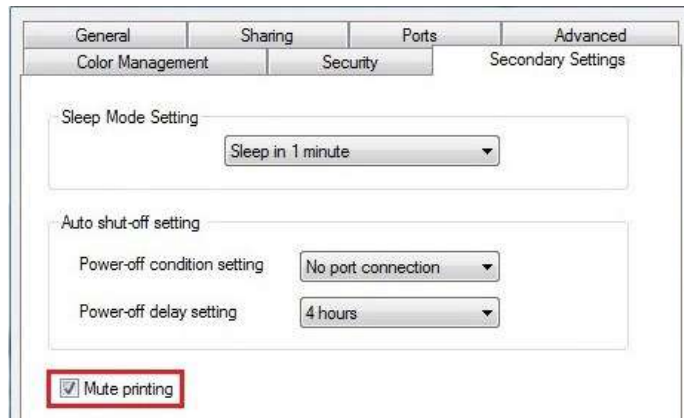 General Sharing Ports Advanced
Color Management Security Secondary Settings
Sleep Mode Setting
Sleep in 1 minute
Auto shut-off setting
Power-off condition setting No port connection
Power-off delay setting 4 hours
Mute printing